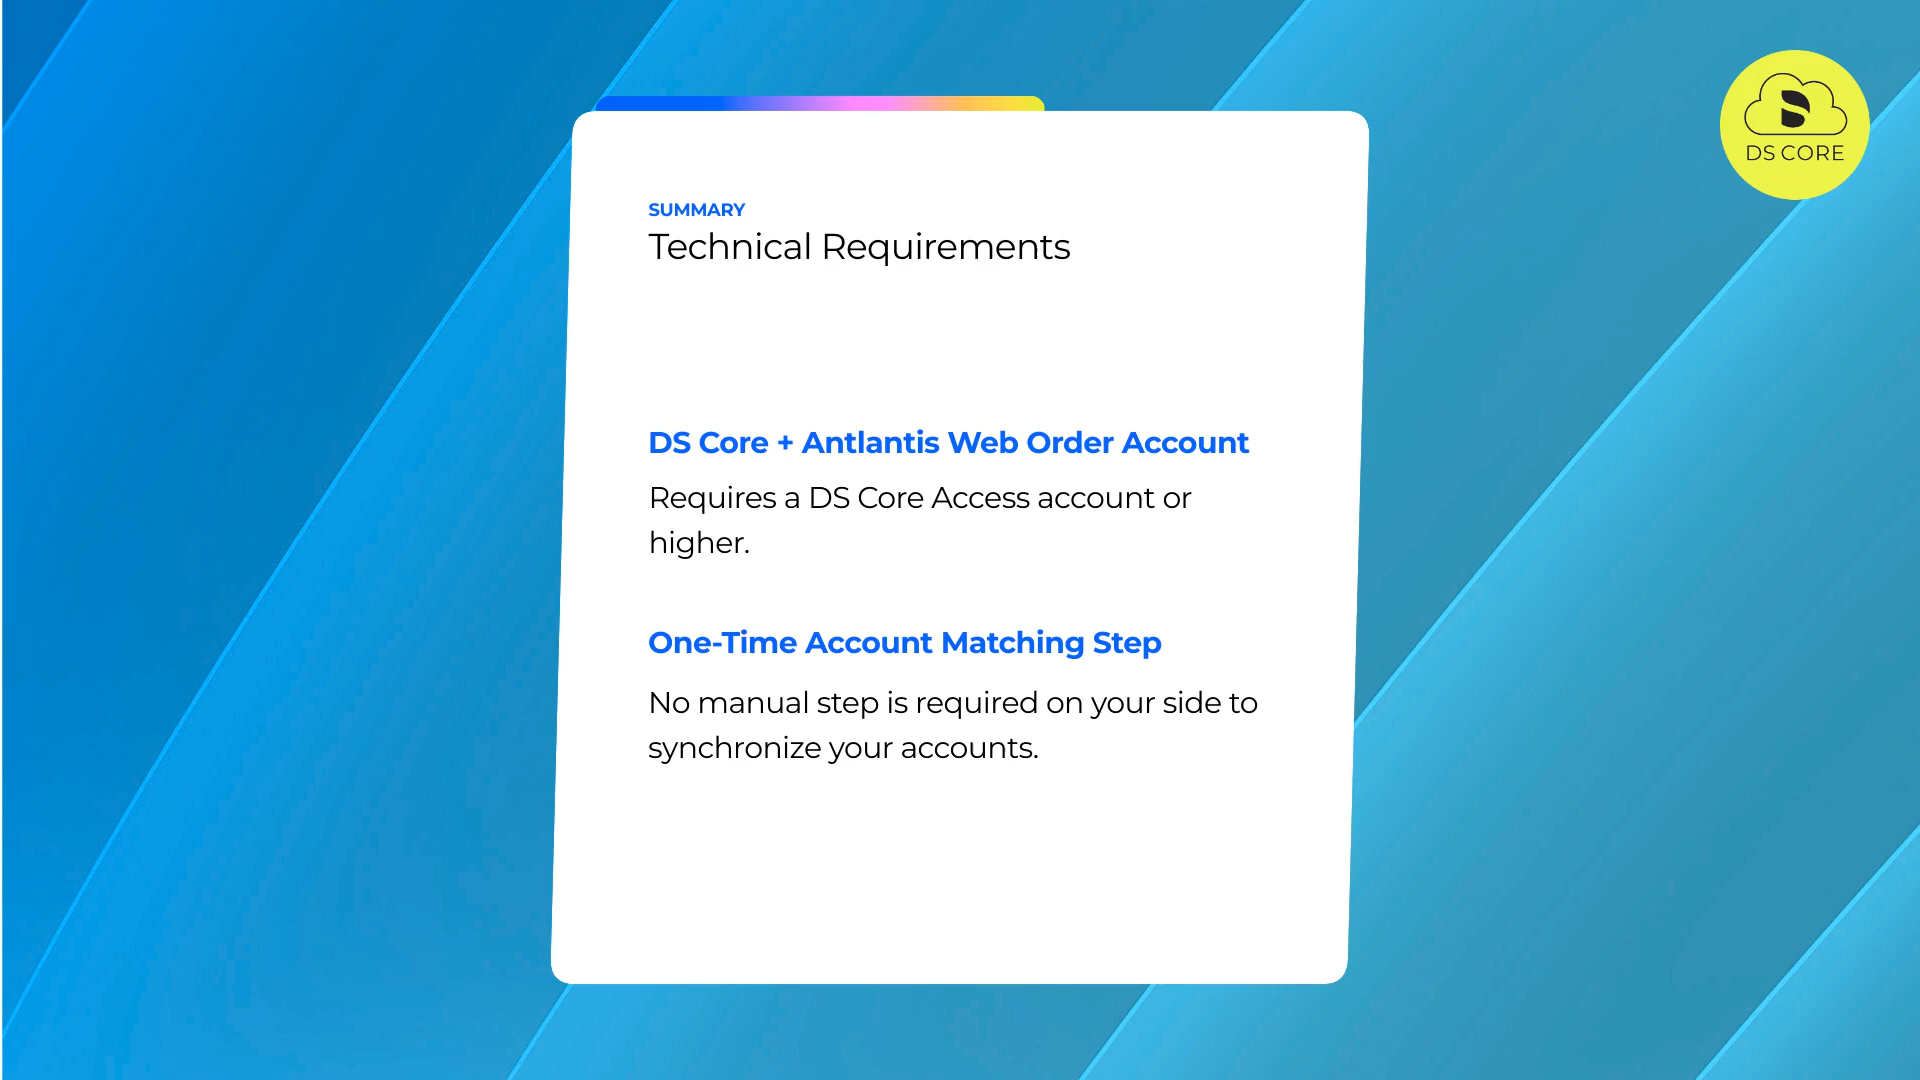 DS CORE
SUMMARY
Technical Requirements
DS Core + Antlantis Web Order Account
Requires a DS Core Access account or
higher.
One-Time Account Matching Step
No manual step is required on your side to
synchronize your accounts.